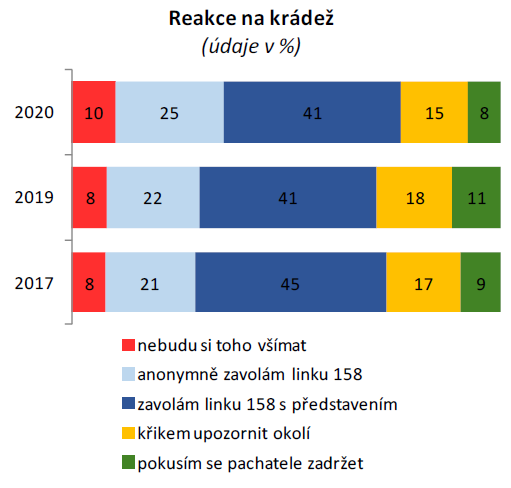 Reakce na krádež
(údaje v %)
2020 10 25 41 15 8
2019 8 22 41 18 11
2017 8 21 45 17 9
nebudu si toho všímat
anonymně zavolám linku 158
zavolám linku 158 s představením
křikem upozornit okolí
pokusím se pachatele zadržet